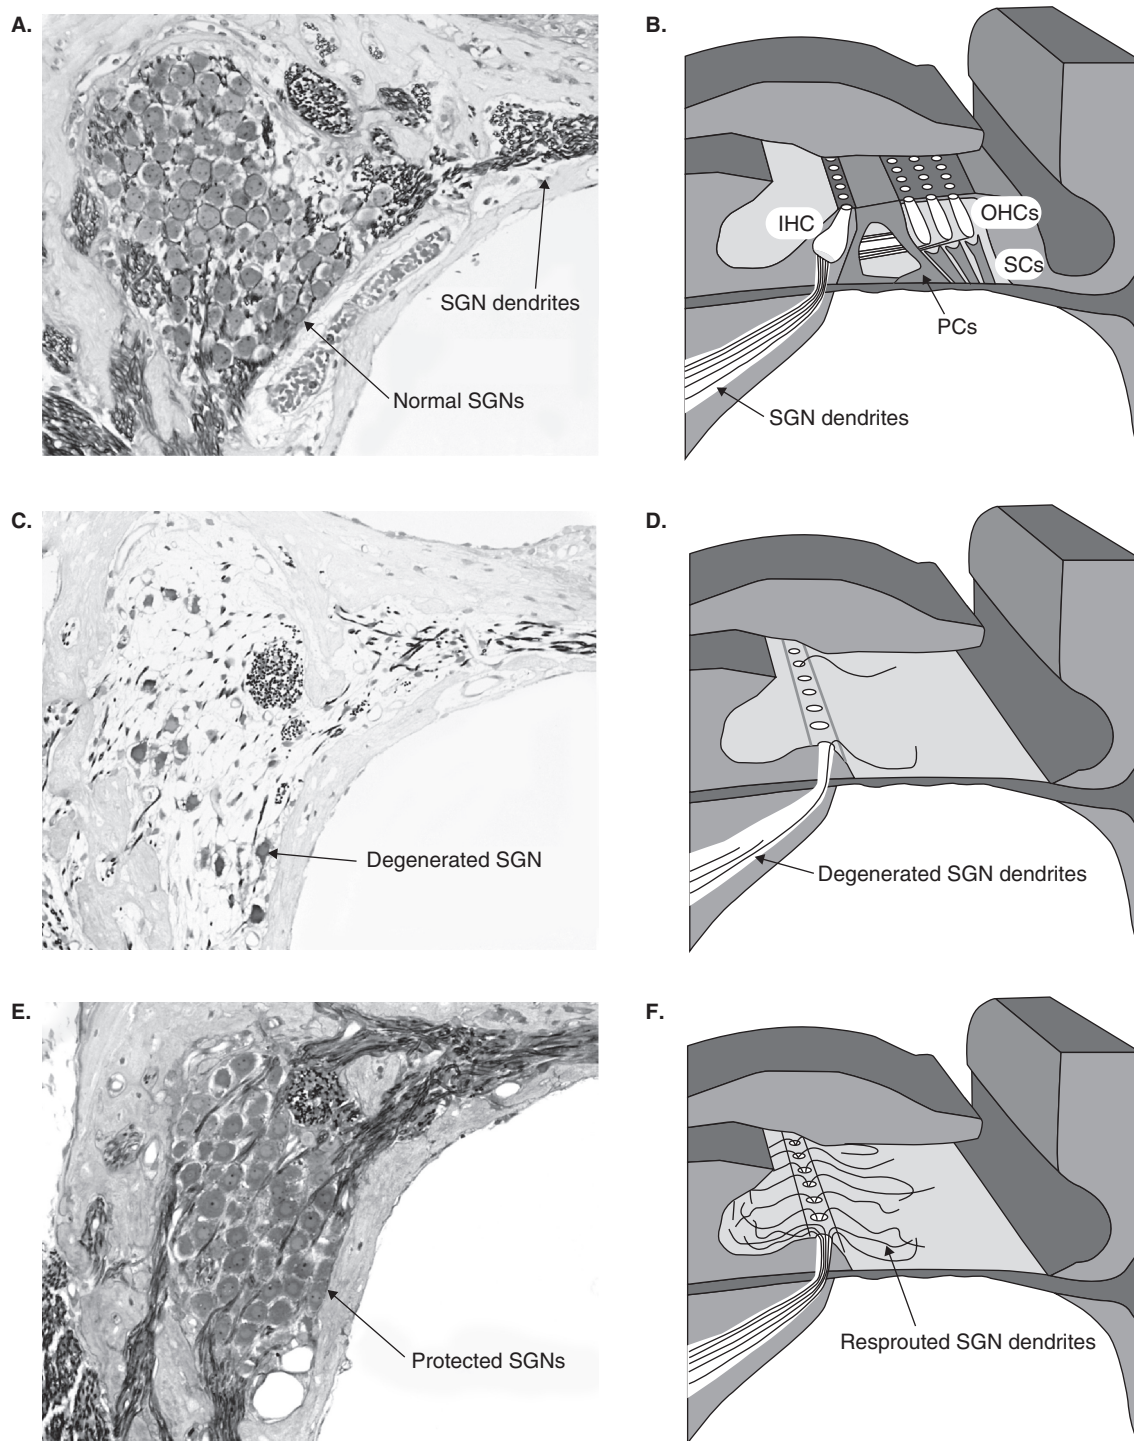 A.
SGN dendrites
Normal SGNs
B.
IHC
OHCs
SCs
PCs
SGN dendrites
C.
Degenerated SGN
D.
Degenerated SGN dendrites
E.
Protected SGNs
F.
Resprouted SGN dendrites